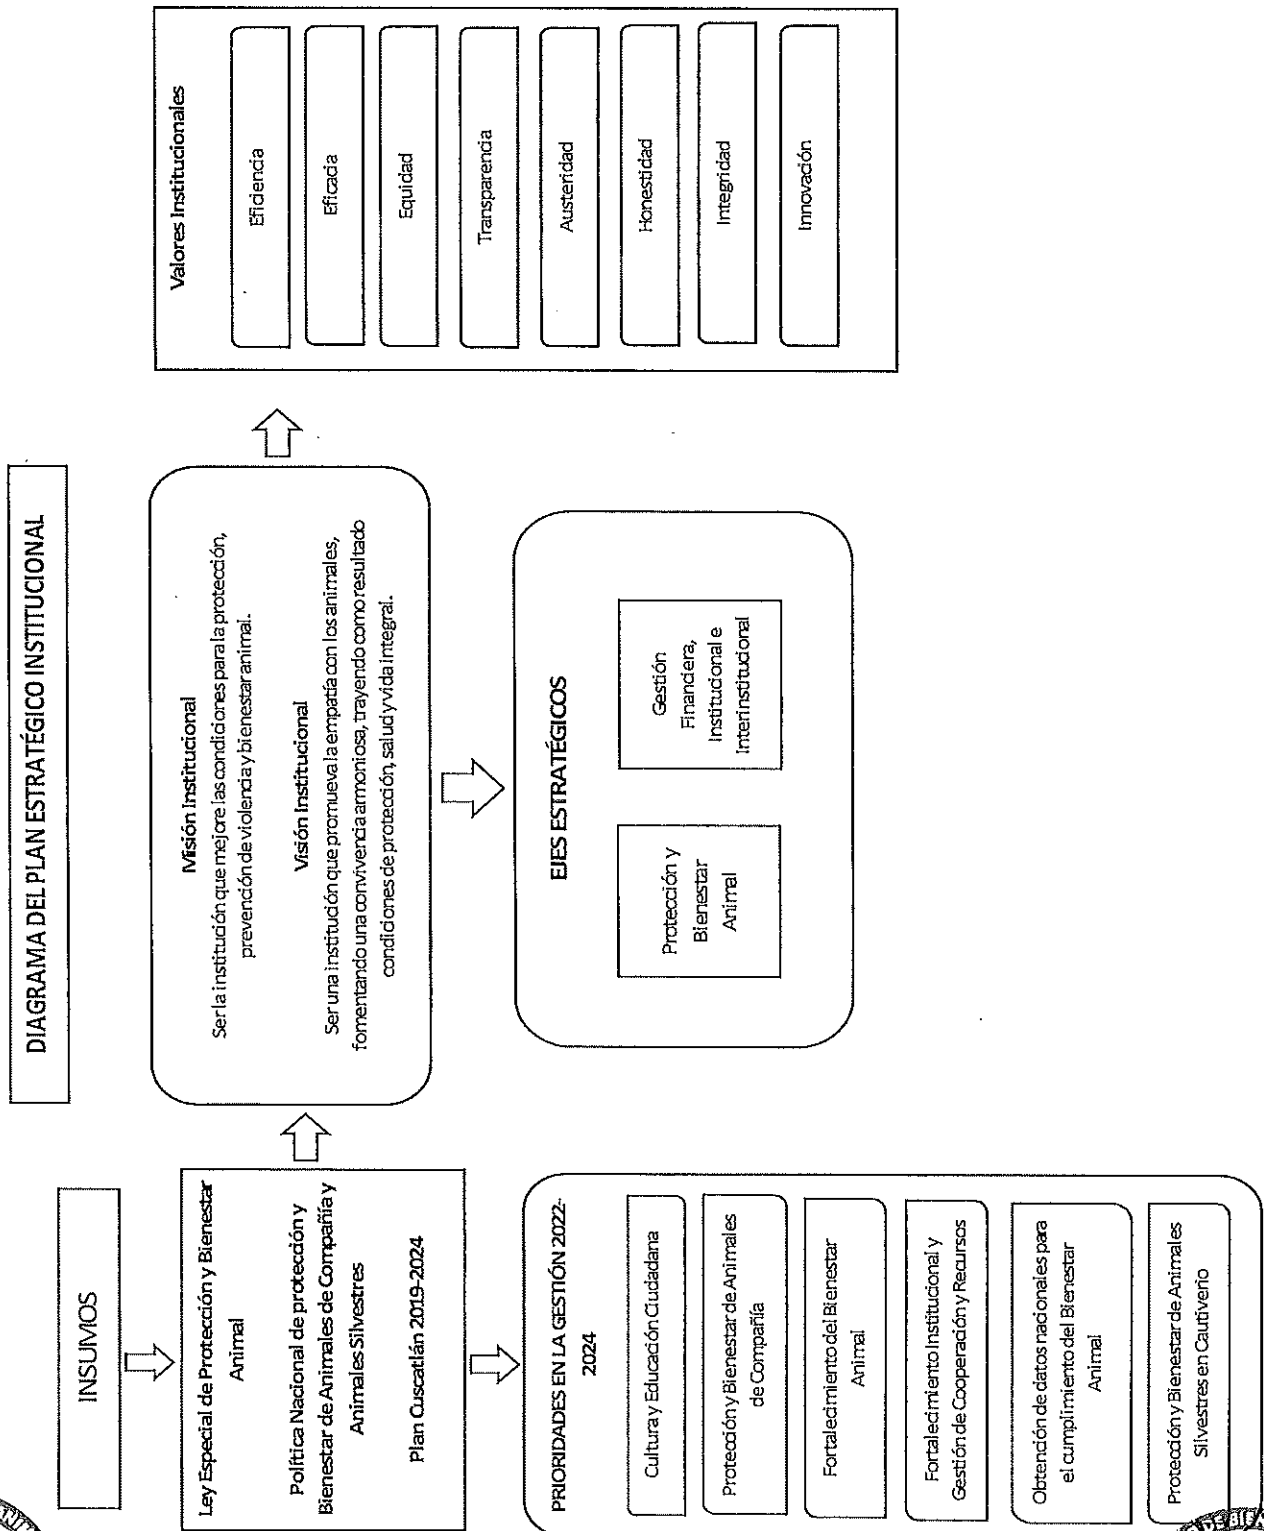 DIAGRAMA DEL PLAN ESTRATÉGICO INSTITUCIONAL
INSUMOS
Ley Especial de Protección y Bienestar
Animal
Política Nacional de protección y
Bienestar de Animales de Compañía y
Animales Silvestres
Plan Cuscatlán 2019-2024
PRIORIDADES EN LA GESTIÓN 2022-
2024
Cultura y Educación Ciudadana
Protección y Bienestar de Animales
de Compañía
Fortalecimiento del Bienestar
Animal
Fortalecimiento Institucional y
Gestión de Cooperación y Recursos
Obtención de datos nacionales para
el cumplimiento del Bienestar
Animal
Protección y Bienestar de Animales
Silvestres en Cautiverio
Misión Institucional
Ser la institución que mejore las condiciones para la protección,
prevención de violencia y bienestar animal.
Visión Institucional
Ser una institución que promueva la empatía con los animales,
fomentando una convivencia armoniosa, trayendo como resultado
condiciones de protección, salud y vida integral.
EJES ESTRATÉGICOS
Protección y
Bienestar
Animal
Gestión
Financiera,
Institucional e
Interinstitucional
Valores Institucionales
Eficiencia
Eficacia
Equidad
Transparencia
Austeridad
Honestidad
Integridad
Innovación